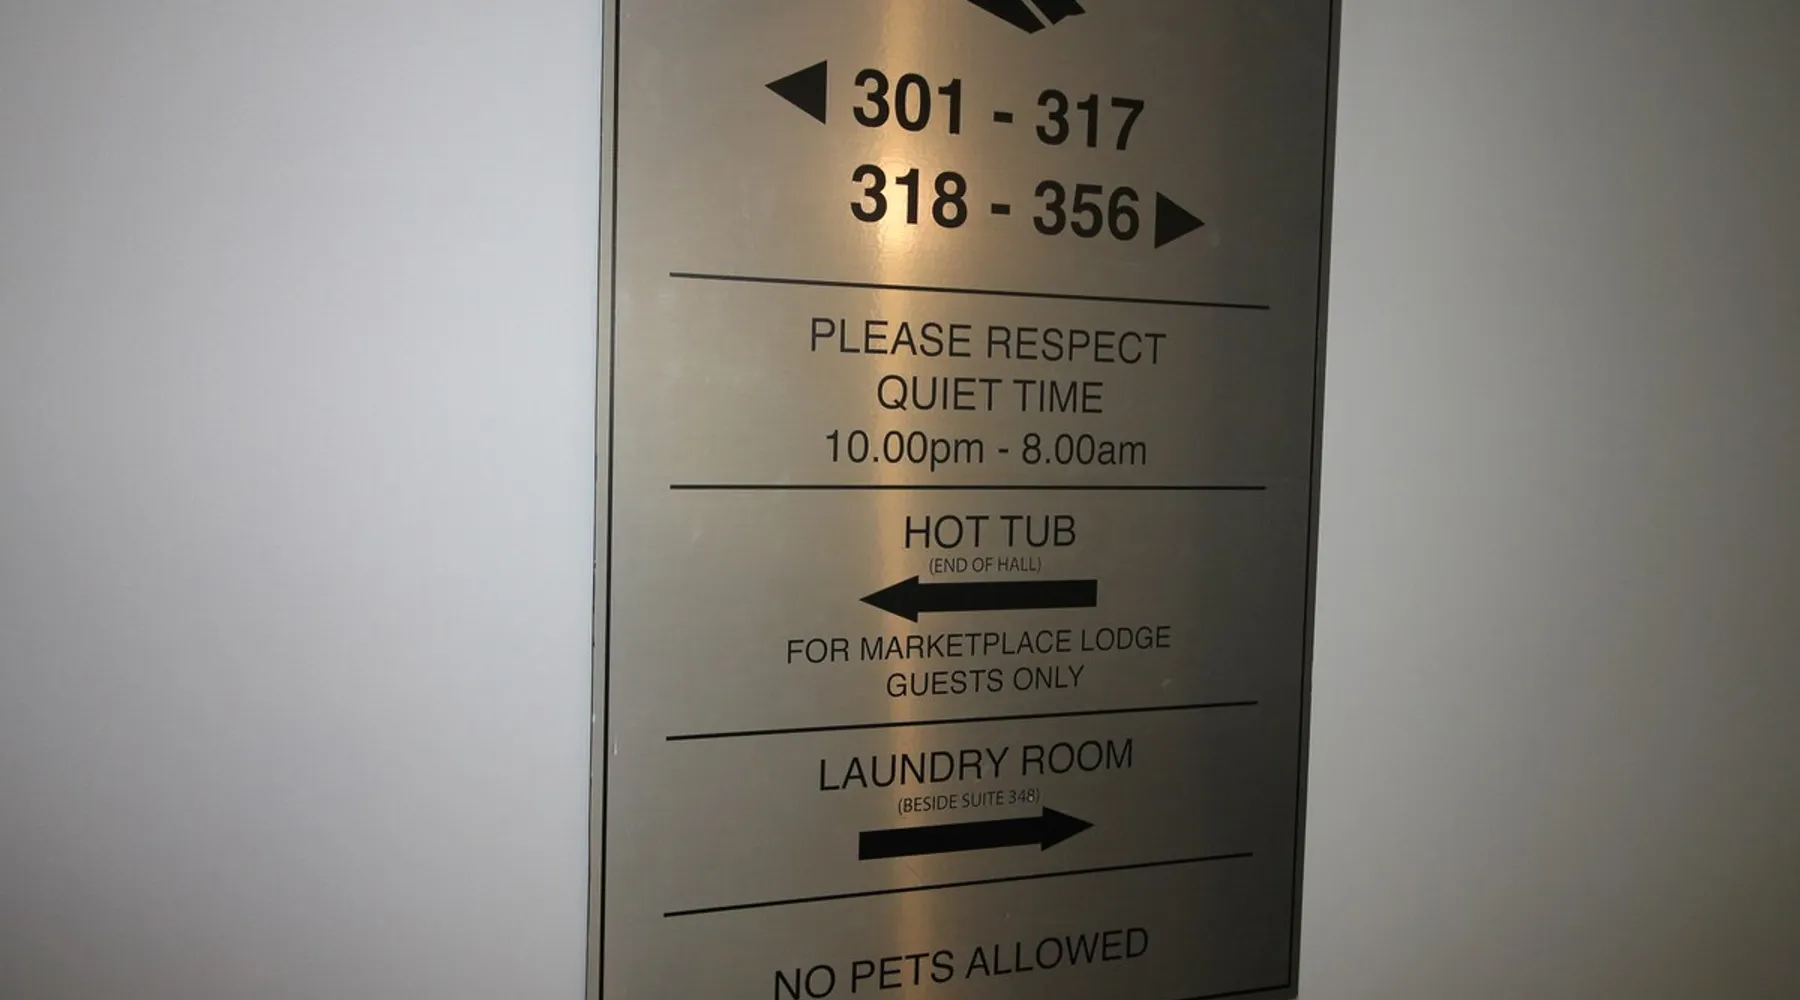 301 - 317
318 - 356
PLEASE RESPECT
QUIET TIME
10.00pm - 8.00am
HOT TUB
(END OF HALL)
FOR MARKETPLACE LODGE
GUESTS ONLY
LAUNDRY ROOM
(BESIDE SUITE 348)
NO PETS ALLOWED